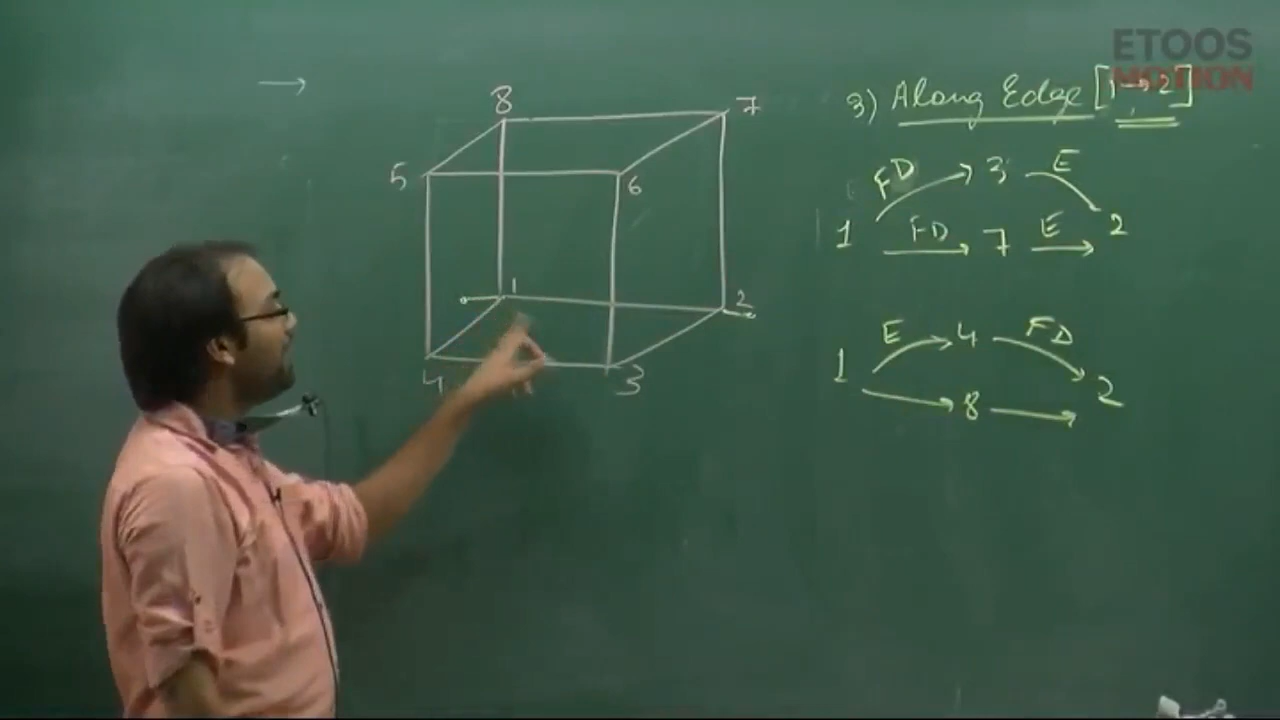 ETOOS
MOTION
3) Along Edge [1→2]
8
7
5
6
1
2
4
3
FD → 3 E
1 FD → 7 E → 2
E → 4 FD
1 → 8 → 2